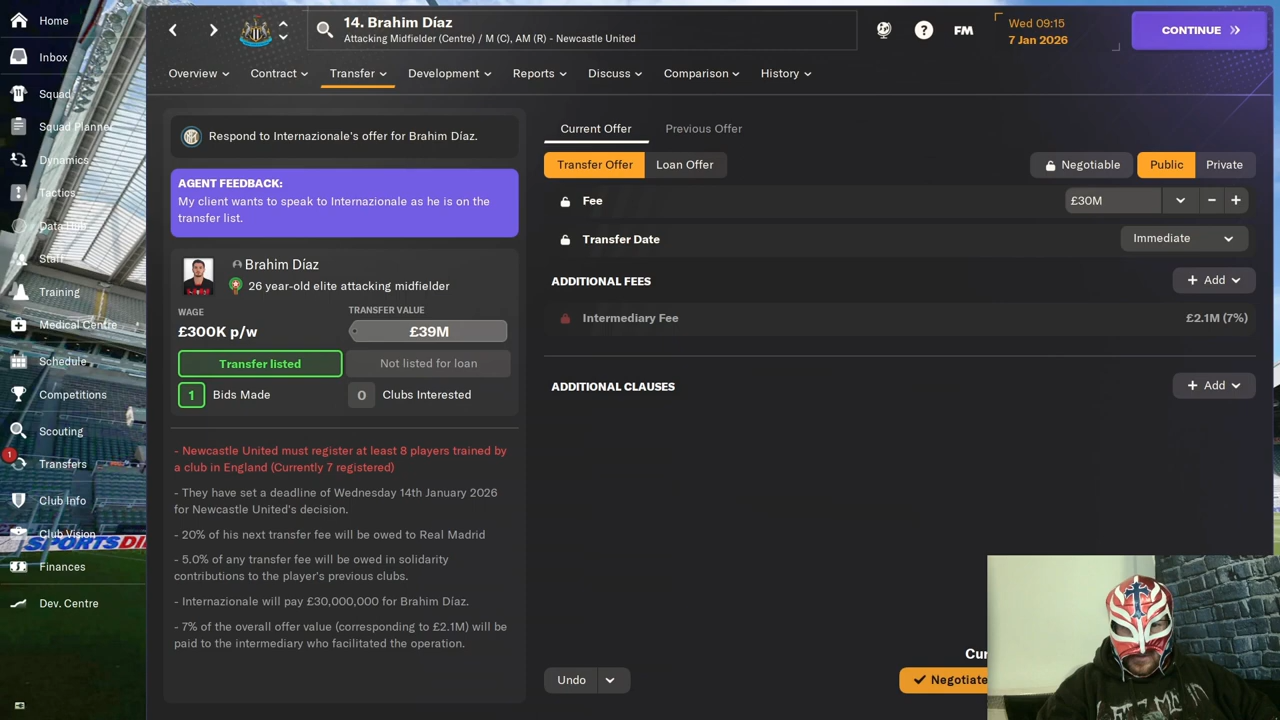 Home
Inbox
Squad
Squad Planner
Dynamics
Tactics
Data Hub
Staff
Training
Medical Centre
Schedule
Competitions
Scouting
1
Transfers
Club Info
Club Vision
Finances
Dev. Centre
14. Brahim Díaz
Attacking Midfielder (Centre) / M (C), AM (R) - Newcastle United
?
FM
Wed 09:15
7 Jan 2026
CONTINUE
Overview
Contract
Transfer
Development
Reports
Discuss
Comparison
History
Respond to Internazionale's offer for Brahim Díaz.
AGENT FEEDBACK:
My client wants to speak to Internazionale as he is on the
transfer list.
Brahim Díaz
26 year-old elite attacking midfielder
WAGE
TRANSFER VALUE
£300K p/w
£39M
Transfer listed
Not listed for loan
1 Bids Made
0 Clubs Interested
- Newcastle United must register at least 8 players trained by
a club in England (Currently 7 registered)
- They have set a deadline of Wednesday 14th January 2026
for Newcastle United's decision.
- 20% of his next transfer fee will be owed to Real Madrid
- 5.0% of any transfer fee will be owed in solidarity
contributions to the player's previous clubs.
- Internazionale will pay £30,000,000 for Brahim Díaz.
- 7% of the overall offer value (corresponding to £2.1M) will be
paid to the intermediary who facilitated the operation.
Current Offer
Previous Offer
Transfer Offer
Loan Offer
Negotiable
Public
Private
Fee
£30M
Transfer Date
Immediate
ADDITIONAL FEES
+ Add
Intermediary Fee
£2.1M (7%)
ADDITIONAL CLAUSES
+ Add
Undo
Cur
Negotiate
SPORTSDI